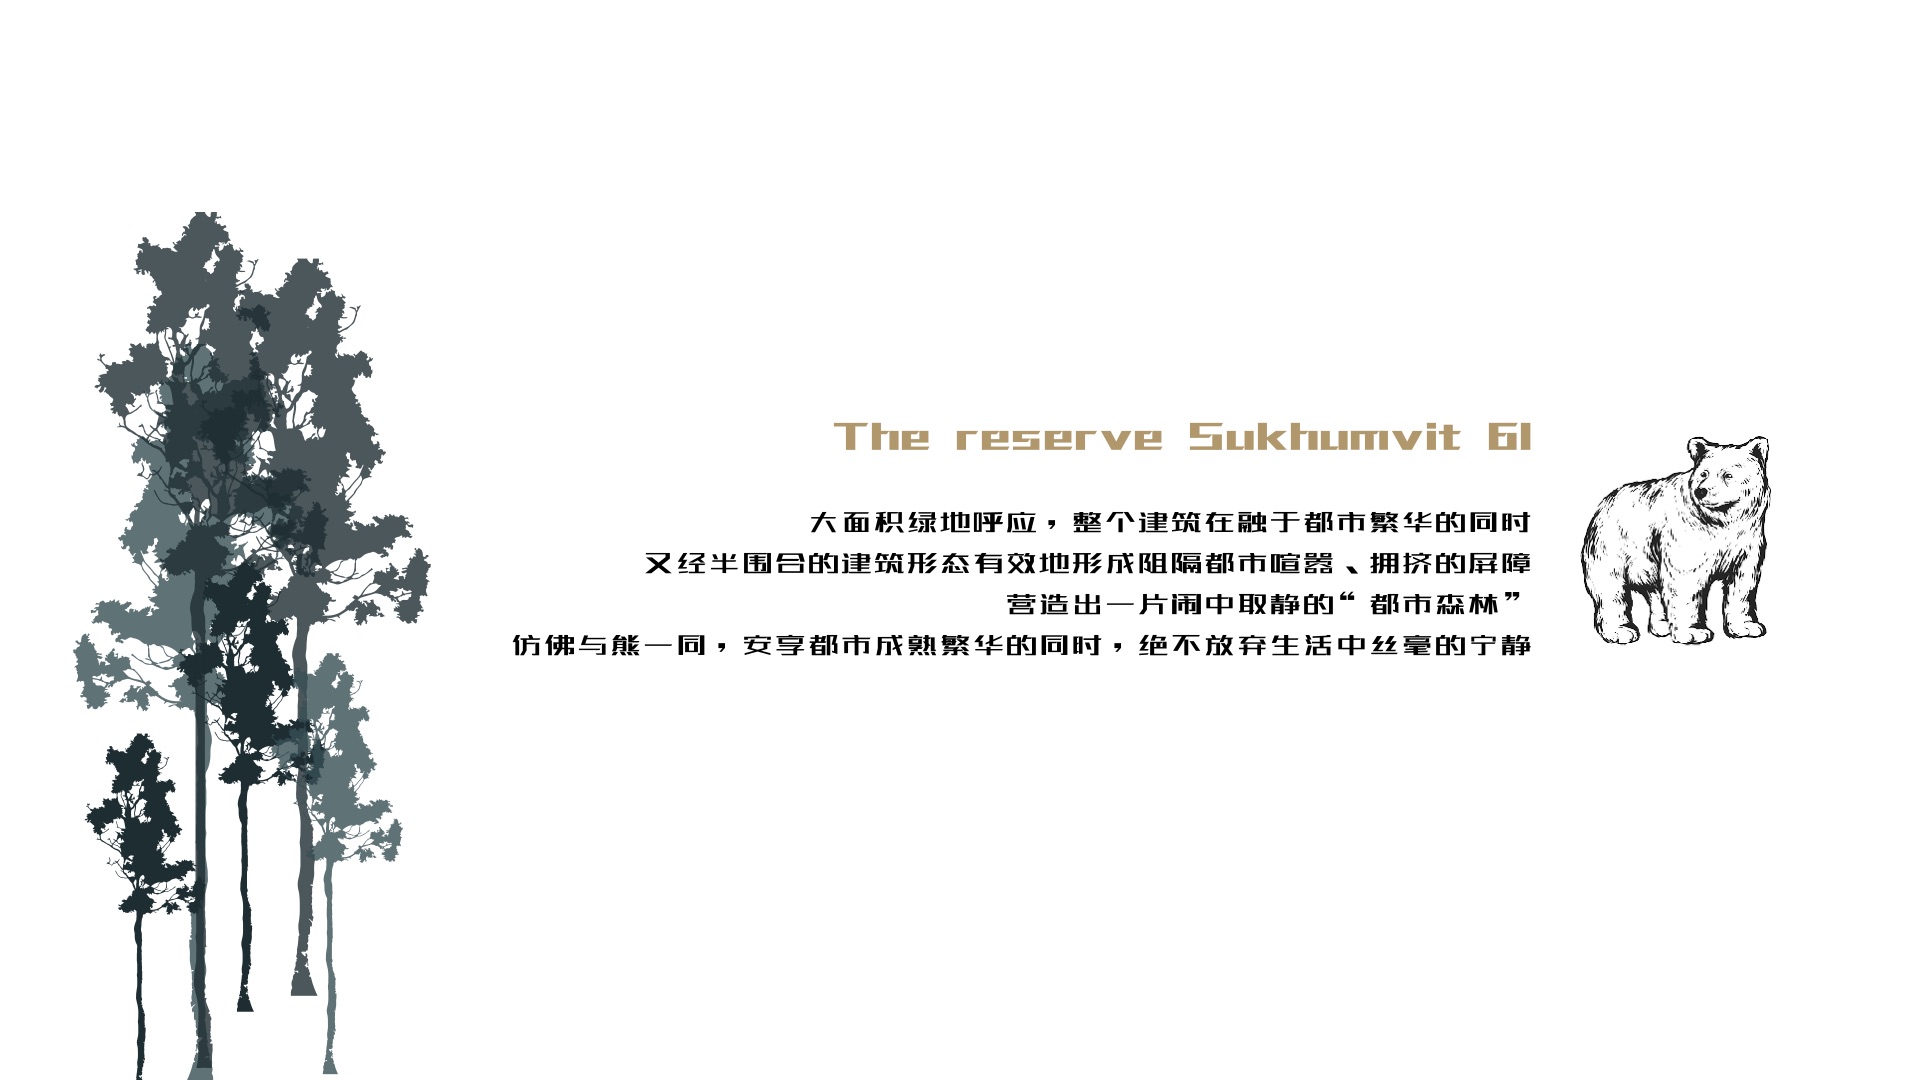 The reserve Sukhumvit 61
大面积绿地呼应，整个建筑在融于都市繁华的同时
又经半围合的建筑形态有效地形成阻隔都市喧嚣、拥挤的屏障
营造出一片闹中取静的“都市森林”
仿佛与熊一同，安享都市成熟繁华的同时，绝不放弃生活中丝毫的宁静